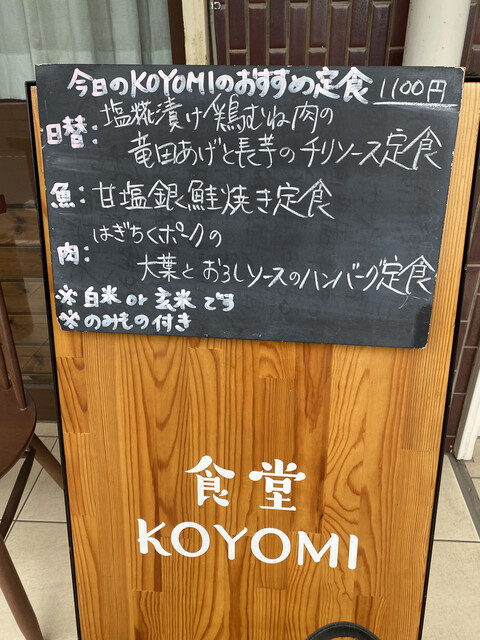 今日のKOYOMIのおすすめ定食 1100円
日替: 塩糀漬け鶏むね肉の
竜田あげと長芋のチリソース定食
魚: 甘塩銀鮭焼き定食
肉: はぎちくポークの
大葉とおろしソースのハンバーグ定食
※白米or玄米です
※のみもの付き
食堂
KOYOMI